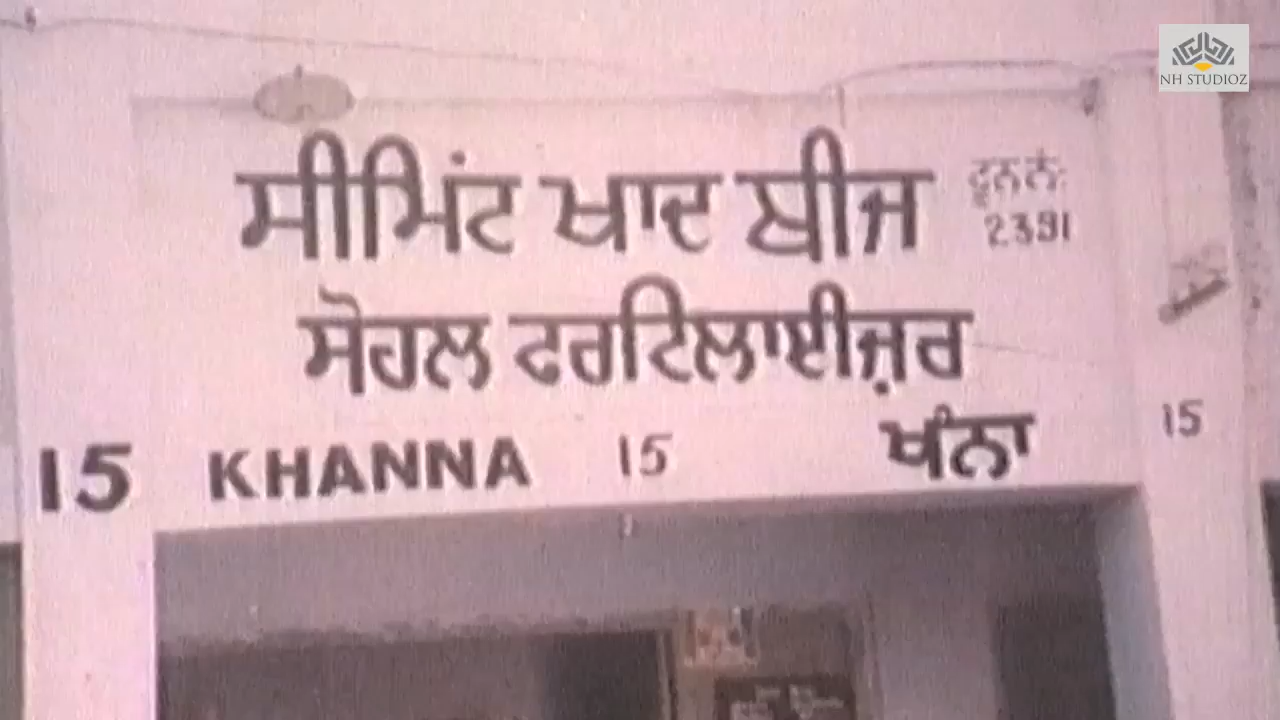 NH STUDIOZ
ਸੀਮਿੰਟ ਖਾਦ ਬੀਜ
ਨੰ:
2391
ਸੋਹਲ ਫਰਟਿਲਾਈਜ਼ਰ
15 KHANNA 15 ਖੰਨਾ 15